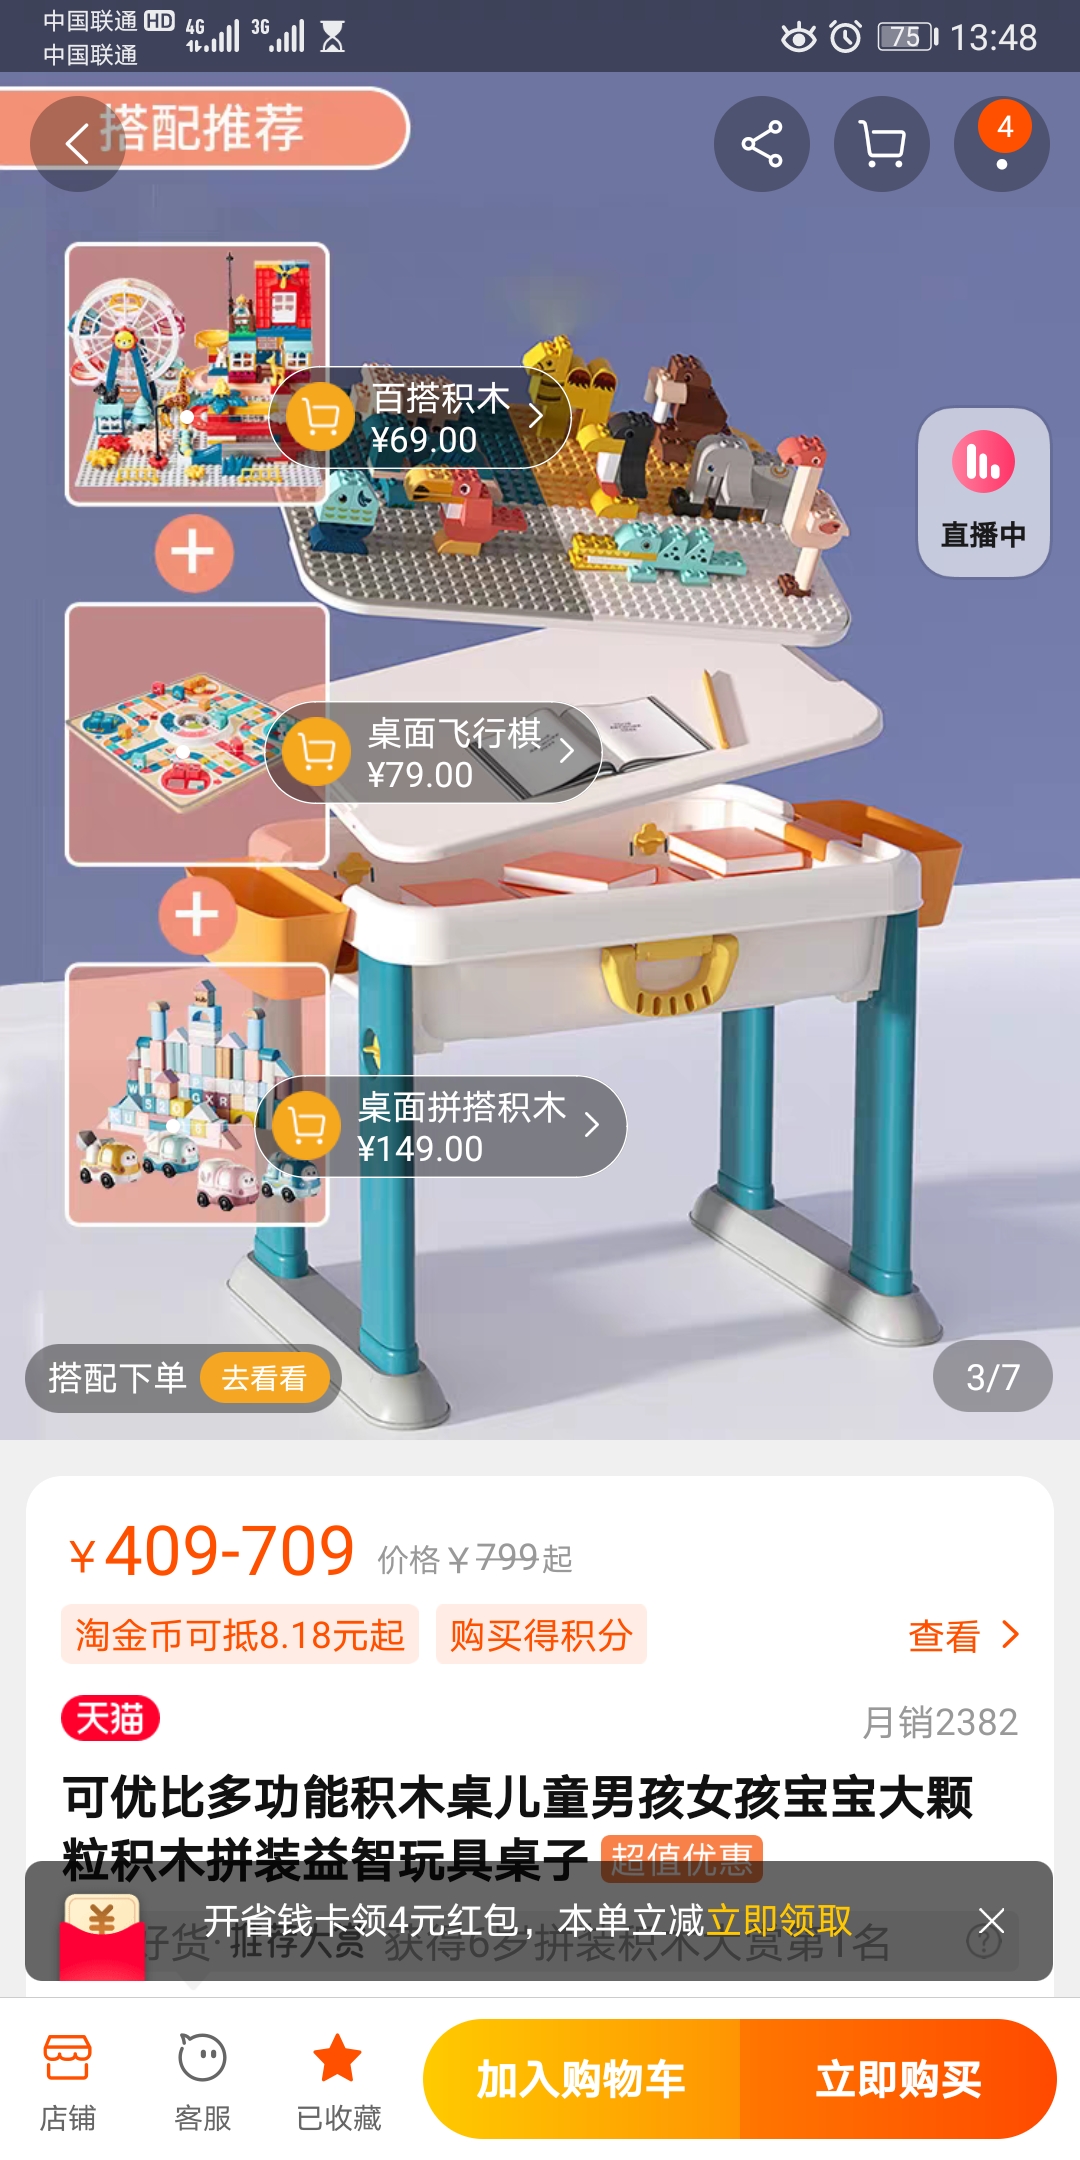 中国联通 HD 4G 3G 75 13:48
中国联通
搭配推荐
4
百搭积木
¥69.00
直播中
桌面飞行棋
¥79.00
桌面拼搭积木
¥149.00
搭配下单 去看看
3/7
¥409-709 价格¥799起
淘金币可抵8.18元起 购买得积分 查看
天猫 月销2382
可优比多功能积木桌儿童男孩女孩宝宝大颗
粒积木拼装益智玩具桌子 超值优惠
开省钱卡领4元红包，本单立减立即领取
好货·推荐大赏 获得6岁拼装积木大赏第1名
店铺 客服 已收藏 加入购物车 立即购买